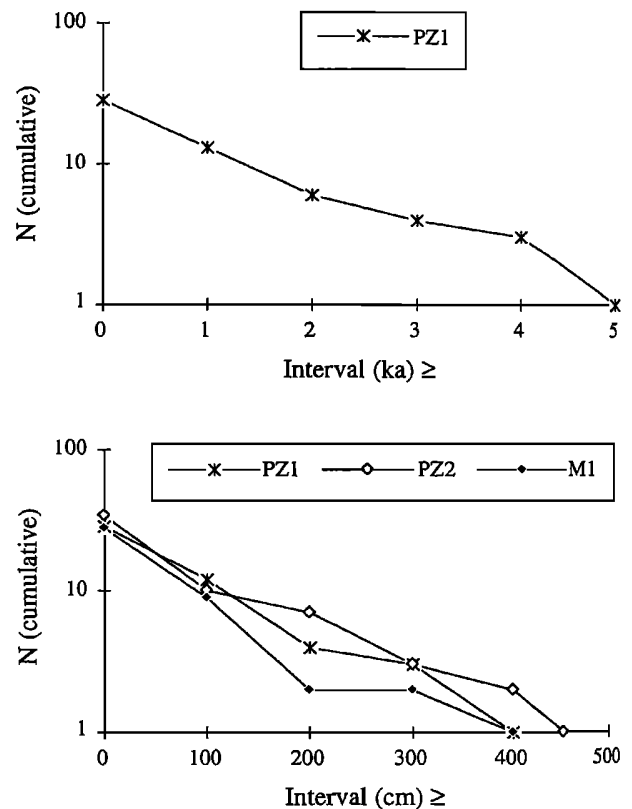 100
PZ1
10
1
N (cumulative)
0 1 2 3 4 5
Interval (ka) ≥
100
PZ1 PZ2 M1
10
1
N (cumulative)
0 100 200 300 400 500
Interval (cm) ≥